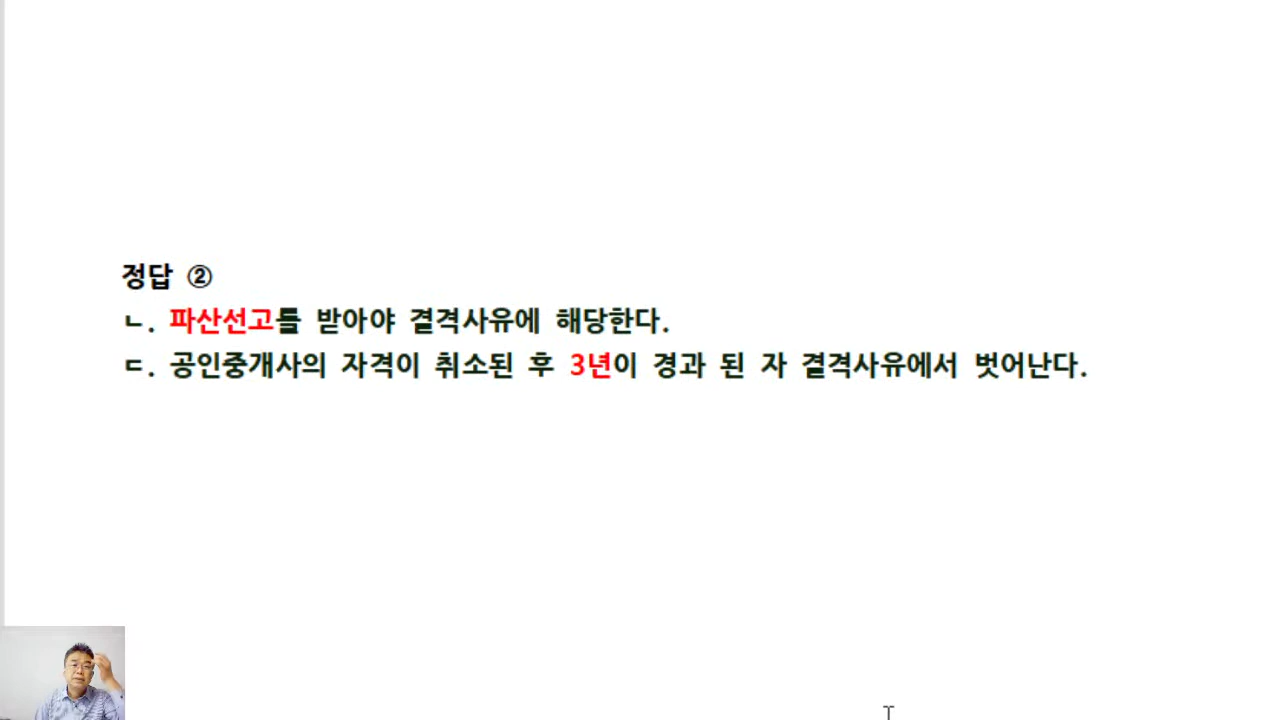 정답 ②
ㄴ. 파산선고를 받아야 결격사유에 해당한다.
ㄷ. 공인중개사의 자격이 취소된 후 3년이 경과 된 자 결격사유에서 벗어난다.